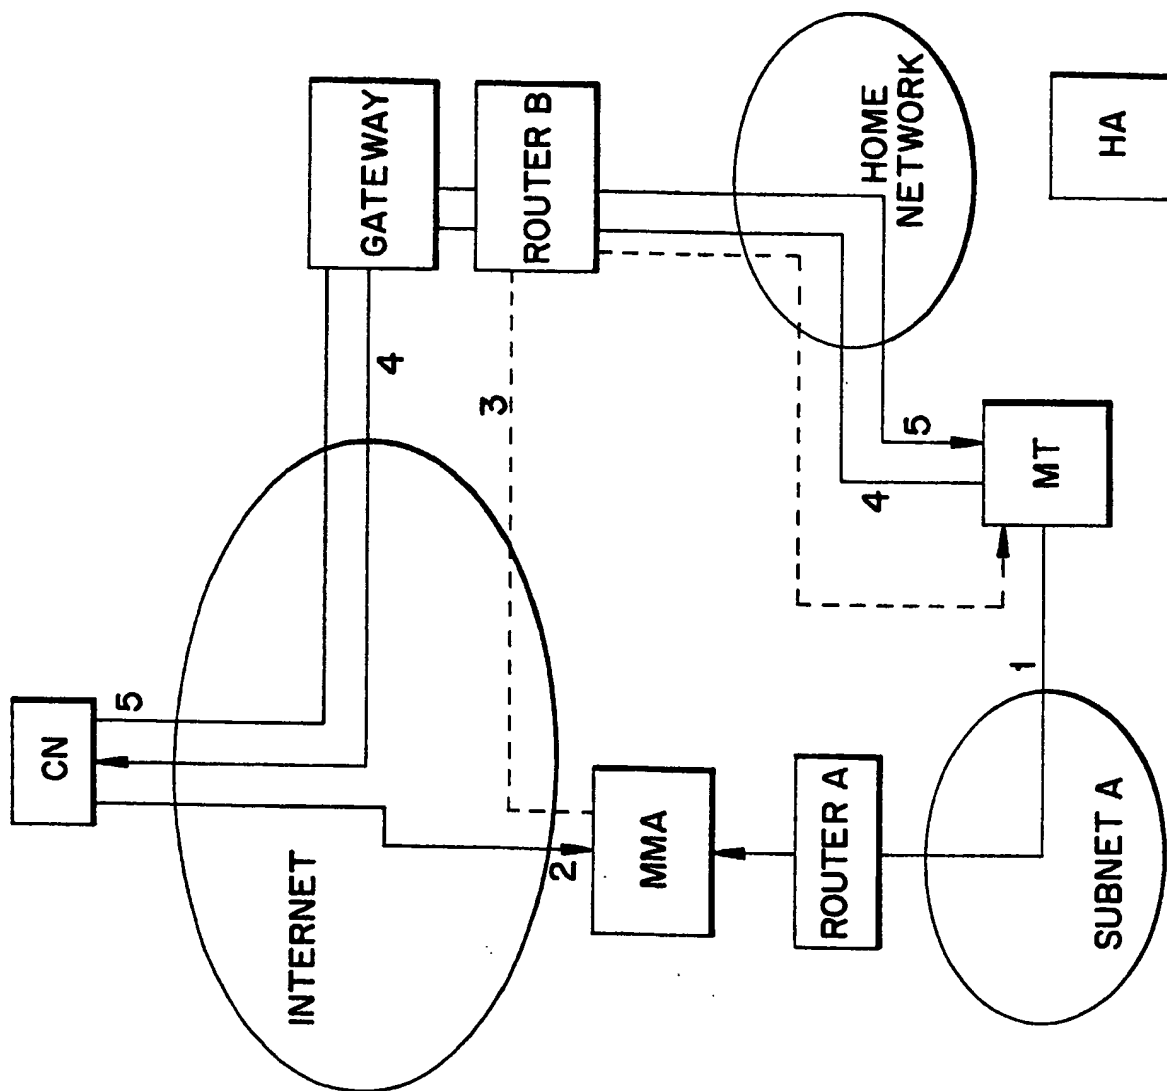 CN
5
INTERNET
2
MMA
ROUTER A
SUBNET A
1
3
4
GATEWAY
ROUTER B
HOME
NETWORK
4
5
MT
HA